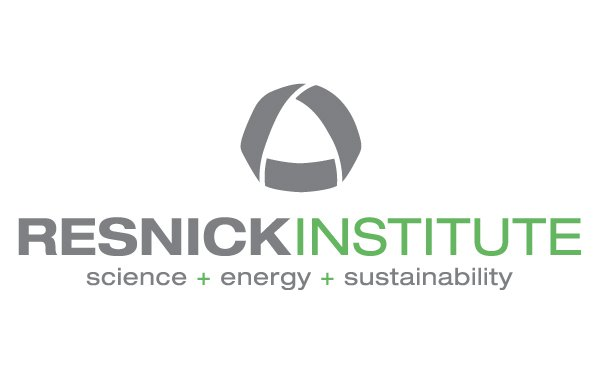 RESNICKINSTITUTE
science + energy + sustainability